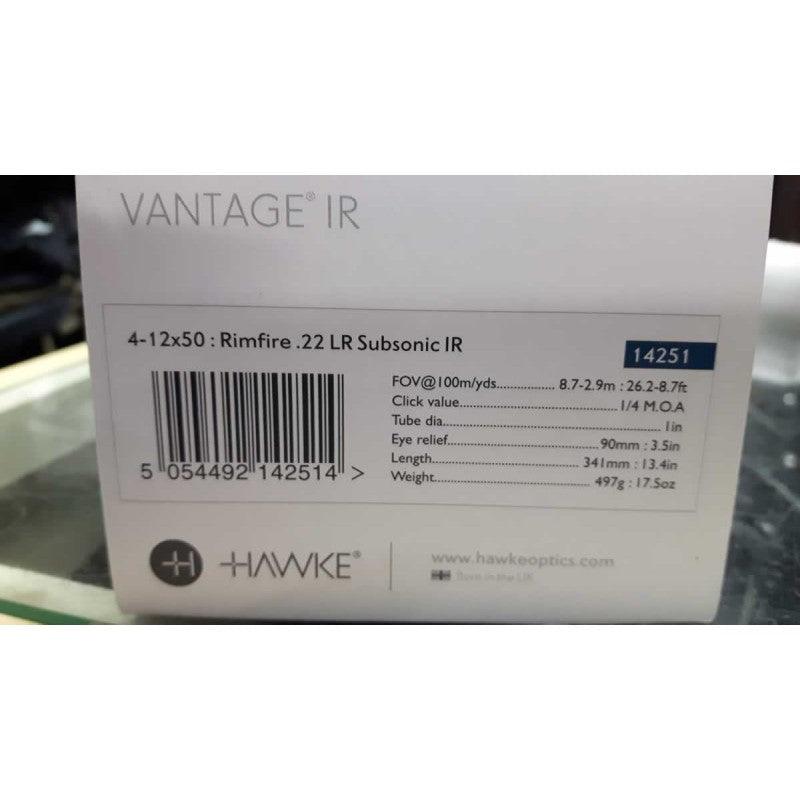 VANTAGE® IR
4-12x50 : Rimfire .22 LR Subsonic IR
14251
FOV@100m/yds.................. 8.7-2.9m : 26.2-8.7ft
Click value................................................ 1/4 M.O.A
Tube dia................................................................ 1in
Eye relief............................................ 90mm : 3.5in
Length............................................ 341mm : 13.4in
Weight............................................. 497g : 17.5oz
5 054492 142514 >
HAWKE®
www.hawkeoptics.com
Born in the UK